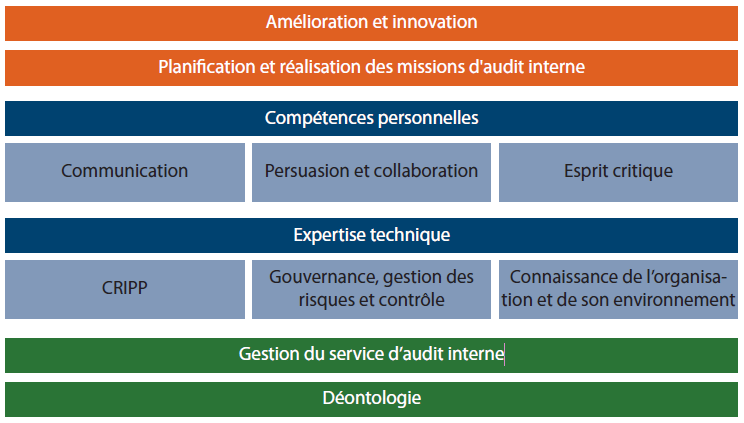 Amélioration et innovation
Planification et réalisation des missions d'audit interne
Compétences personnelles
Communication
Persuasion et collaboration
Esprit critique
Expertise technique
CRIPP
Gouvernance, gestion des
risques et contrôle
Connaissance de l'organisa-
tion et de son environnement
Gestion du service d'audit interne
Déontologie